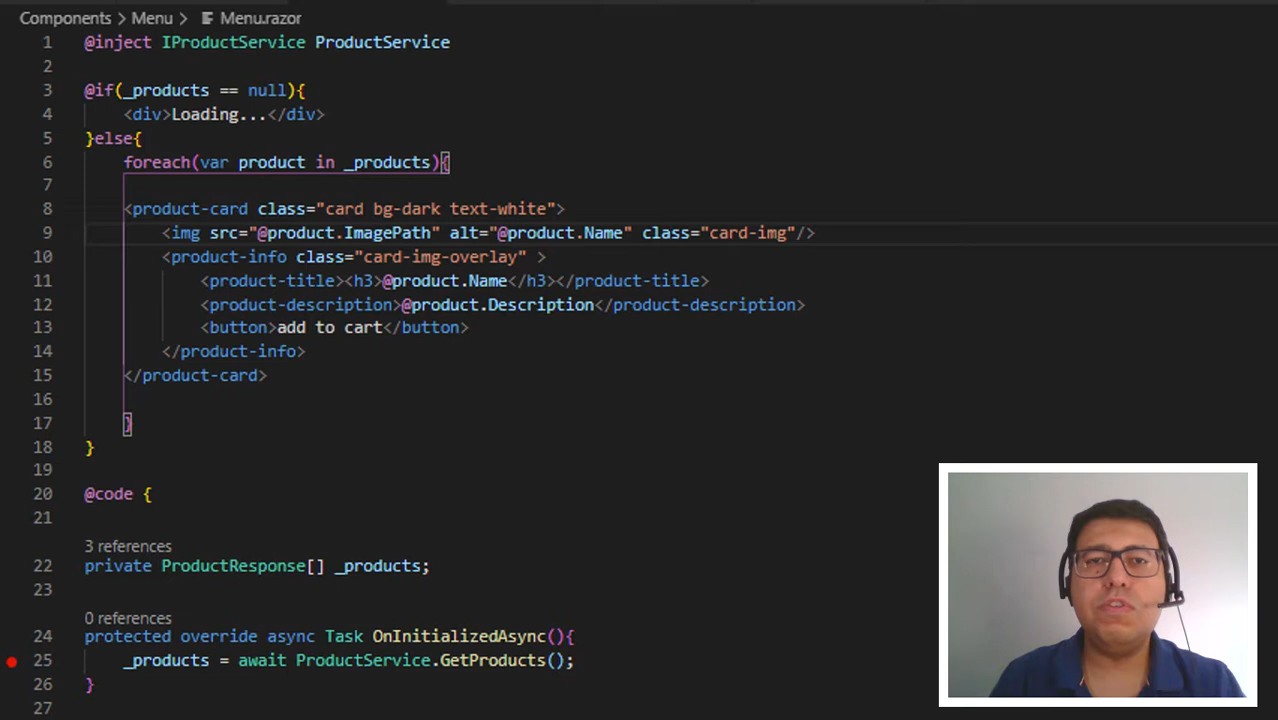 Components > Menu > Menu.razor
1 @inject IProductService ProductService
2
3 @if(_products == null){
4 <div>Loading...</div>
5 }else{
6 foreach(var product in _products){
7
8 <product-card class="card bg-dark text-white">
9 <img src="@product.ImagePath" alt="@product.Name" class="card-img"/>
10 <product-info class="card-img-overlay" >
11 <product-title><h3>@product.Name</h3></product-title>
12 <product-description>@product.Description</product-description>
13 <button>add to cart</button>
14 </product-info>
15 </product-card>
16
17 }
18 }
19
20 @code {
21
3 references
22 private ProductResponse[] _products;
23
0 references
24 protected override async Task OnInitializedAsync(){
25 _products = await ProductService.GetProducts();
26 }
27